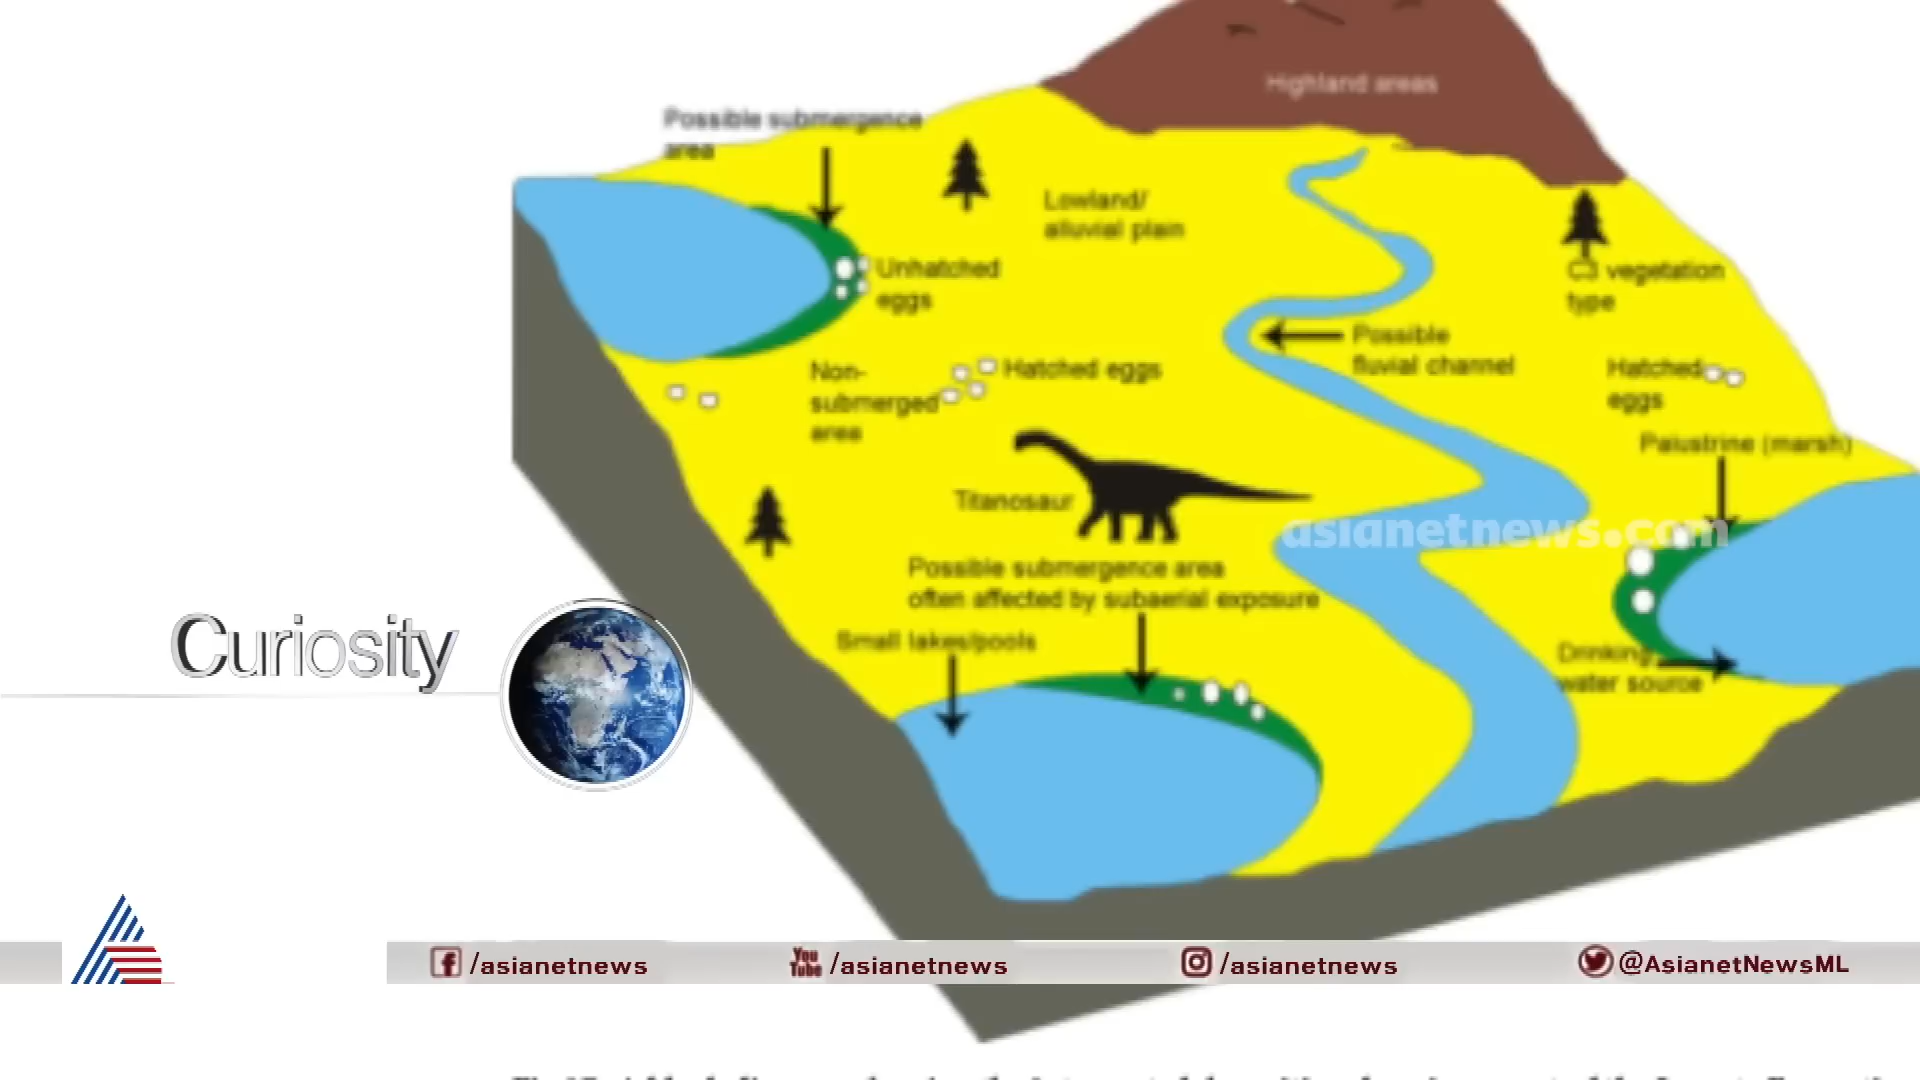 Highland areas
Possible submergence
area
Lowland/
alluvial plain
Unhatched
eggs
C3 vegetation
type
Possible
fluvial channel
Non-
submerged
area
Hatched eggs
Hatched
eggs
Palustrine (marsh)
Titanosaur
asianetnews.com
Possible submergence area
often affected by subaerial exposure
Small lakes/pools
Drinking
water source
Curiosity
/asianetnews
You
Tube
/asianetnews
/asianetnews
@AsianetNewsML